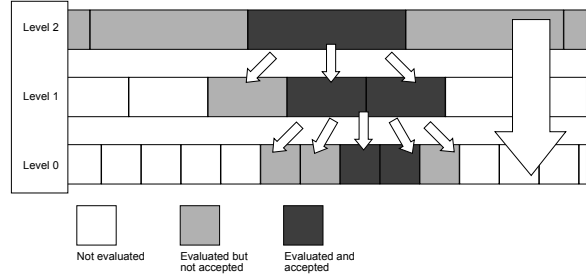 Level 2
Level 1
Level 0
Not evaluated
Evaluated but
not accepted
Evaluated and
accepted